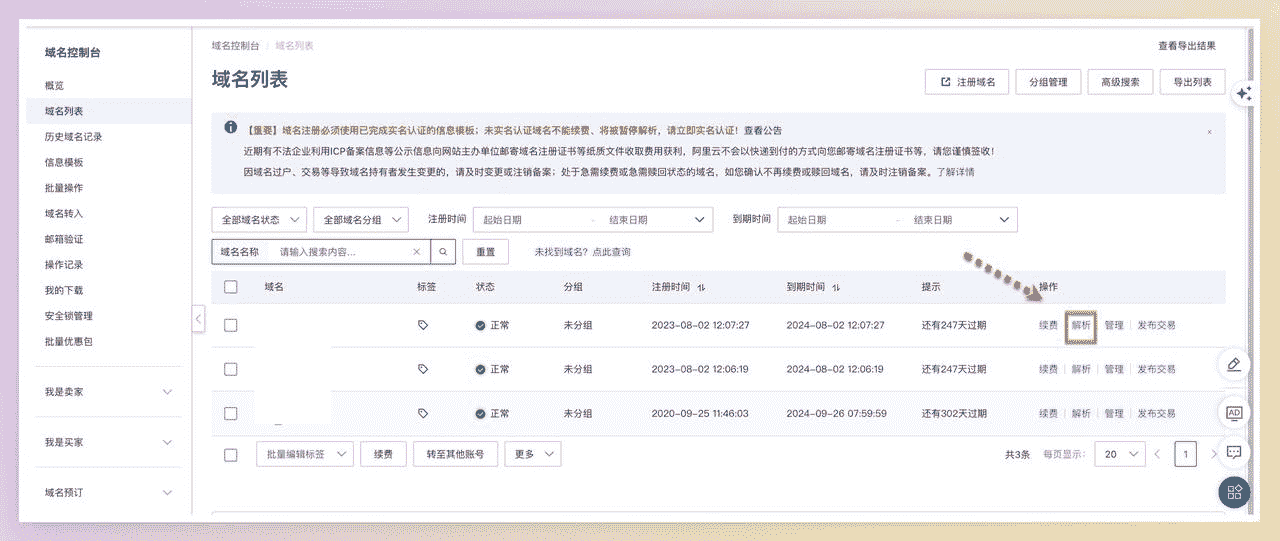 域名控制台
概览
域名列表
历史域名记录
信息模板
批量操作
域名转入
邮箱验证
操作记录
我的下载
安全锁管理
批量优惠包
我是卖家
我是买家
域名预订
域名控制台 / 域名列表
查看导出结果
域名列表
注册域名 分组管理 高级搜索 导出列表
【重要】域名注册必须使用已完成实名认证的信息模板；未实名认证域名不能续费、将被暂停解析，请立即实名认证！查看公告
近期有不法企业利用ICP备案信息等公示信息向网站主办单位邮寄域名注册证书等纸质文件收取费用获利，阿里云不会以快递到付的方式向您邮寄域名注册证书等，请您谨慎签收！
因域名过户、交易等导致域名持有者发生变更的，请及时变更或注销备案；处于急需续费或急需赎回状态的域名，如您确认不再续费或赎回域名，请及时注销备案。了解详情
全部域名状态 全部域名分组 注册时间 起始日期 - 结束日期 到期时间 起始日期 - 结束日期
域名名称 请输入搜索内容... 重置 未找到域名？点此查询
域名 标签 状态 分组 注册时间 到期时间 提示 操作
正常 未分组 2023-08-02 12:07:27 2024-08-02 12:07:27 还有247天过期 续费 | 解析 | 管理 | 发布交易
正常 未分组 2023-08-02 12:06:19 2024-08-02 12:06:19 还有247天过期 续费 | 解析 | 管理 | 发布交易
正常 未分组 2020-09-25 11:46:03 2024-09-26 07:59:59 还有302天过期 续费 | 解析 | 管理 | 发布交易
批量编辑标签 续费 转至其他账号 更多 共3条 每页显示： 20 1
AD